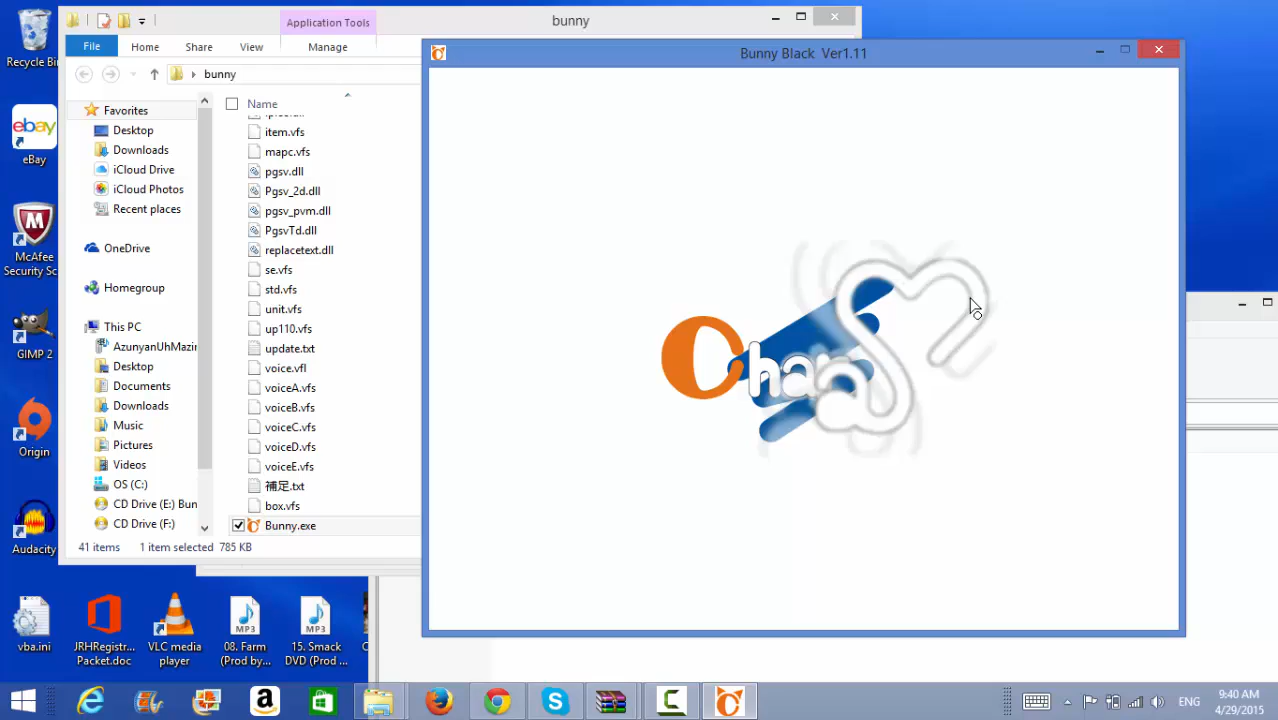 Recycle Bin
ebay
eBay
McAfee
Security Sc...
GIMP 2
Origin
Audacity
vba.ini
JRHRegistr...
Packet.doc
VLC media
player
MP3
08. Farm
(Prod by...
MP3
15. Smack
DVD (Prod ...
Application Tools
bunny
File
Home
Share
View
Manage
bunny
Favorites
Desktop
Downloads
iCloud Drive
iCloud Photos
Recent places
OneDrive
Homegroup
This PC
AzunyanUhMazin
Desktop
Documents
Downloads
Music
Pictures
Videos
OS (C:)
CD Drive (E:) Bun
CD Drive (F:)
Name
item.vfs
mapc.vfs
pgsv.dll
Pgsv_2d.dll
pgsv_pvm.dll
PgsvTd.dll
replacetext.dll
se.vfs
std.vfs
unit.vfs
up110.vfs
update.txt
voice.vfl
voiceA.vfs
voiceB.vfs
voiceC.vfs
voiceD.vfs
voiceE.vfs
補足.txt
box.vfs
Bunny.exe
41 items
1 item selected
785 KB
Bunny Black Ver1.11
ENG
9:40 AM
4/29/2015